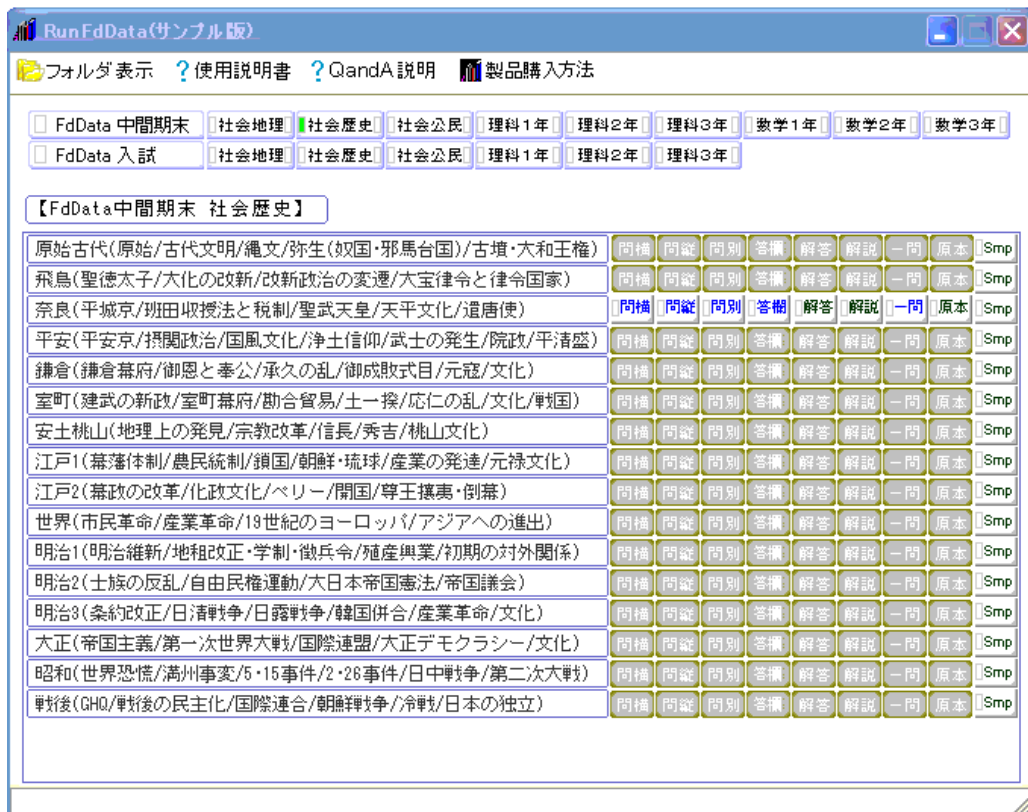 RunFdData(サンプル版)
フォルダ表示 ?使用説明書 ?QandA説明 製品購入方法
FdData 中間期末 社会地理 社会歴史 社会公民 理科1年 理科2年 理科3年 数学1年 数学2年 数学3年
FdData 入試 社会地理 社会歴史 社会公民 理科1年 理科2年 理科3年
【FdData中間期末 社会歴史】
原始古代(原始/古代文明/縄文/弥生(奴国・邪馬台国)/古墳・大和王権) 問横 問縦 問別 答欄 解答 解説 一問 原本 Smp
飛鳥(聖徳太子/大化の改新/改新政治の変遷/大宝律令と律令国家) 問横 問縦 問別 答欄 解答 解説 一問 原本 Smp
奈良(平城京/班田収授法と税制/聖武天皇/天平文化/遣唐使) 問横 問縦 問別 答欄 解答 解説 一問 原本 Smp
平安(平安京/摂関政治/国風文化/浄土信仰/武士の発生/院政/平清盛) 問横 問縦 問別 答欄 解答 解説 一問 原本 Smp
鎌倉(鎌倉幕府/御恩と奉公/承久の乱/御成敗式目/元寇/文化) 問横 問縦 問別 答欄 解答 解説 一問 原本 Smp
室町(建武の新政/室町幕府/勘合貿易/土一揆/応仁の乱/文化/戦国) 問横 問縦 問別 答欄 解答 解説 一問 原本 Smp
安土桃山(地理上の発見/宗教改革/信長/秀吉/桃山文化) 問横 問縦 問別 答欄 解答 解説 一問 原本 Smp
江戸1(幕藩体制/農民統制/鎖国/朝鮮・琉球/産業の発達/元禄文化) 問横 問縦 問別 答欄 解答 解説 一問 原本 Smp
江戸2(幕政の改革/化政文化/ペリー/開国/尊王攘夷・倒幕) 問横 問縦 問別 答欄 解答 解説 一問 原本 Smp
世界(市民革命/産業革命/19世紀のヨーロッパ/アジアへの進出) 問横 問縦 問別 答欄 解答 解説 一問 原本 Smp
明治1(明治維新/地租改正・学制・徴兵令/殖産興業/初期の対外関係) 問横 問縦 問別 答欄 解答 解説 一問 原本 Smp
明治2(士族の反乱/自由民権運動/大日本帝国憲法/帝国議会) 問横 問縦 問別 答欄 解答 解説 一問 原本 Smp
明治3(条約改正/日清戦争/日露戦争/韓国併合/産業革命/文化) 問横 問縦 問別 答欄 解答 解説 一問 原本 Smp
大正(帝国主義/第一次世界大戦/国際連盟/大正デモクラシー/文化) 問横 問縦 問別 答欄 解答 解説 一問 原本 Smp
昭和(世界恐慌/満州事変/5・15事件/2・26事件/日中戦争/第二次大戦) 問横 問縦 問別 答欄 解答 解説 一問 原本 Smp
戦後(GHQ/戦後の民主化/国際連合/朝鮮戦争/冷戦/日本の独立) 問横 問縦 問別 答欄 解答 解説 一問 原本 Smp